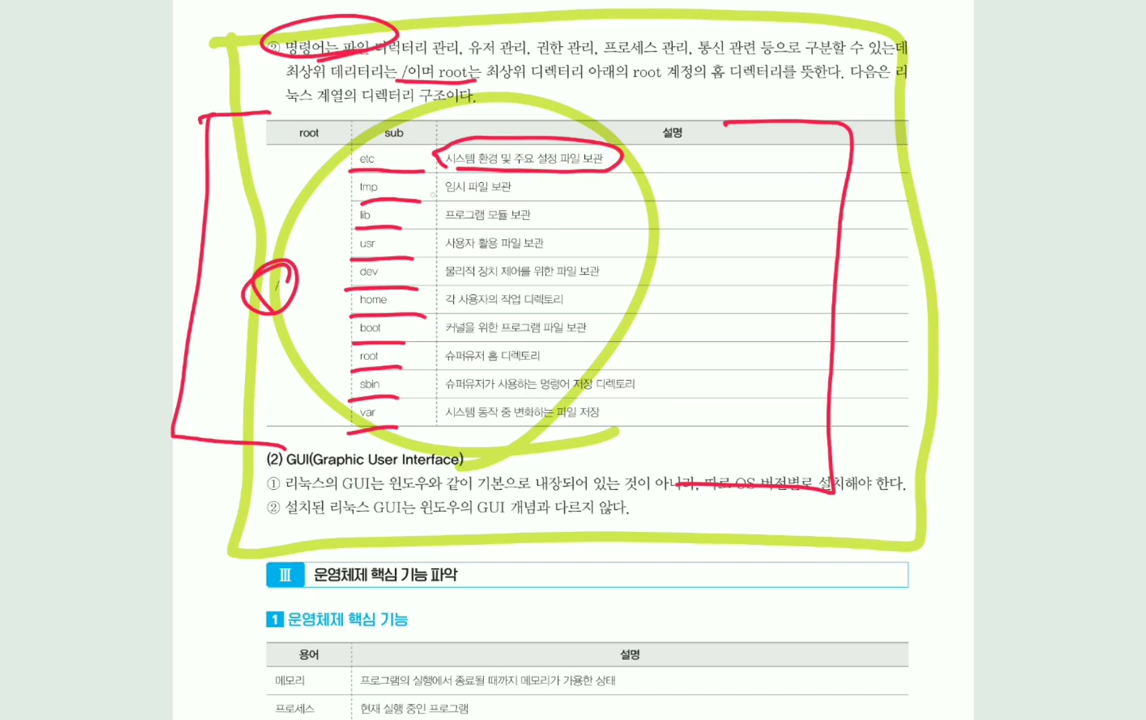 ② 명령어는 파일 디렉터리 관리, 유저 관리, 권한 관리, 프로세스 관리, 통신 관련 등으로 구분할 수 있는데
최상위 데리터리는 /이며 root는 최상위 디렉터리 아래의 root 계정의 홈 디렉터리를 뜻한다. 다음은 리
눅스 계열의 디렉터리 구조이다.
root sub 설명
etc 시스템 환경 및 주요 설정 파일 보관
tmp 임시 파일 보관
lib 프로그램 모듈 보관
usr 사용자 활용 파일 보관
dev 물리적 장치 제어를 위한 파일 보관
/ home 각 사용자의 작업 디렉토리
boot 커널을 위한 프로그램 파일 보관
root 슈퍼유저 홈 디렉토리
sbin 슈퍼유저가 사용하는 명령어 저장 디렉토리
var 시스템 동작 중 변화하는 파일 저장
(2) GUI(Graphic User Interface)
① 리눅스의 GUI는 윈도우와 같이 기본으로 내장되어 있는 것이 아니라, 따로 OS 버전별로 설치해야 한다.
② 설치된 리눅스 GUI는 윈도우의 GUI 개념과 다르지 않다.
Ⅲ 운영체제 핵심 기능 파악
1 운영체제 핵심 기능
용어 설명
메모리 프로그램의 실행에서 종료될 때까지 메모리가 가용한 상태
프로세스 현재 실행 중인 프로그램